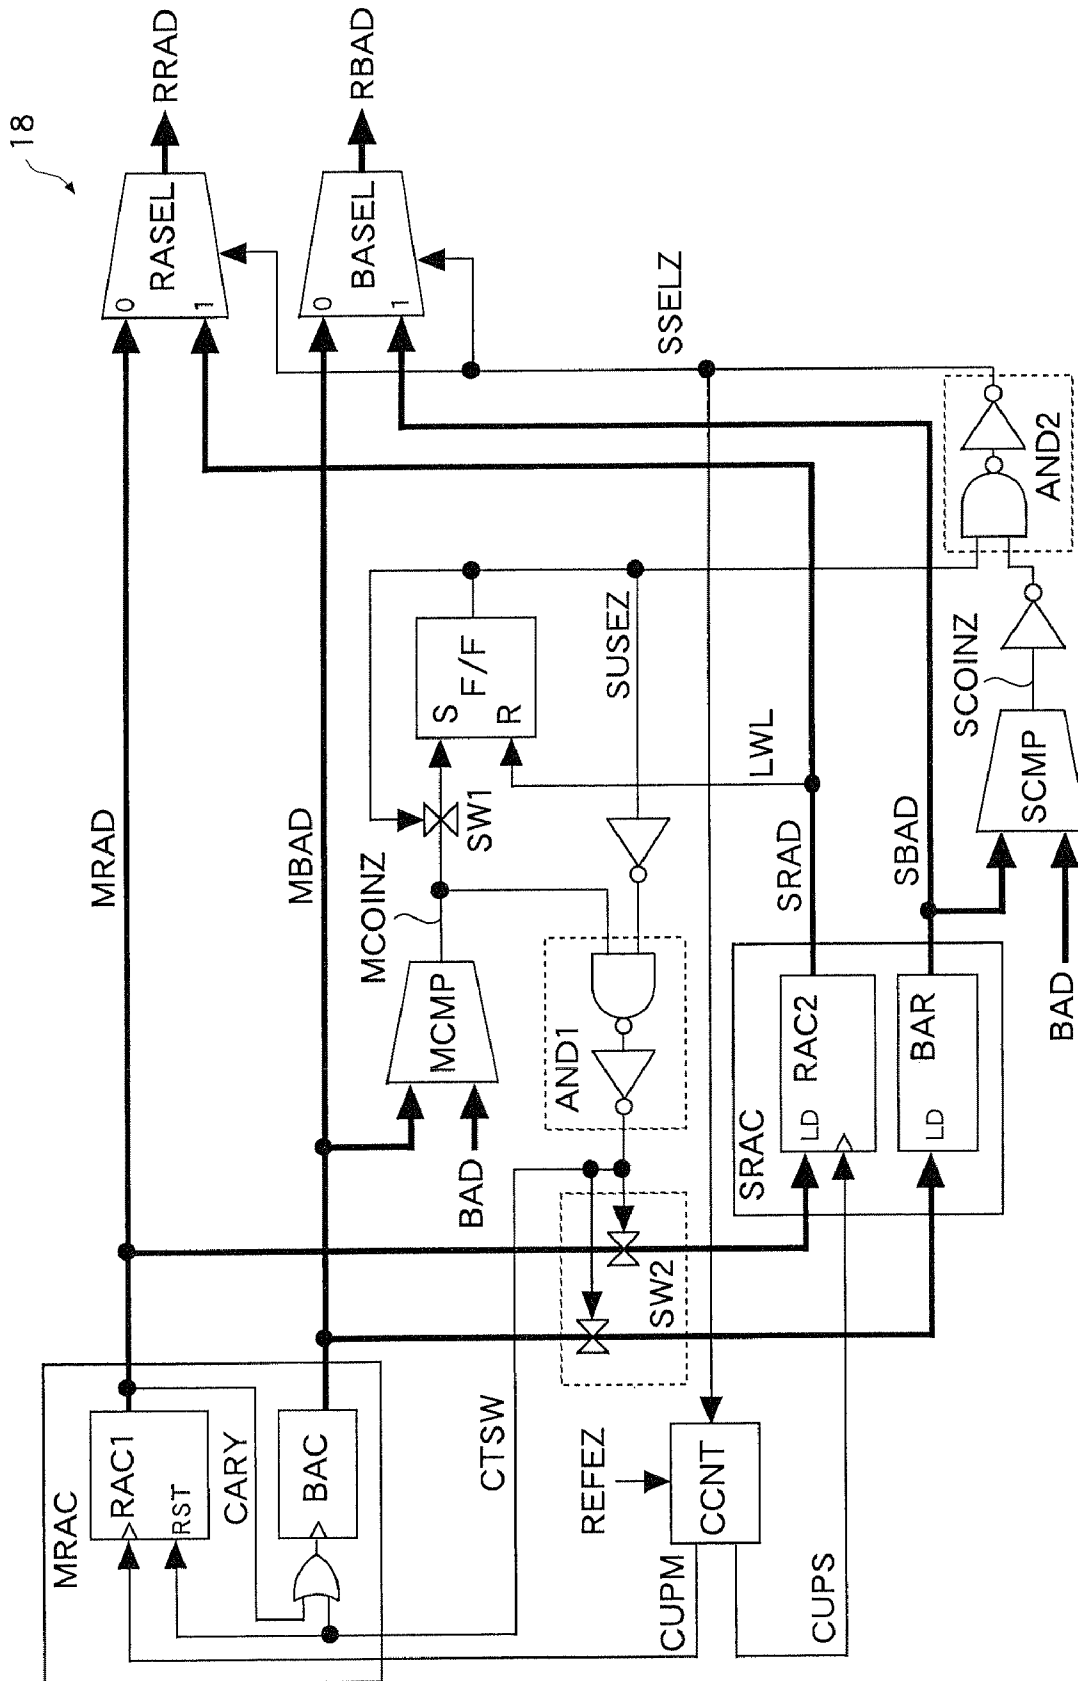 18
RRAD
RBAD
RASEL
0
1
BASEL
0
1
SSELZ
AND2
MRAD
MBAD
MCOINZ
SW1
S
F/F
R
SUSEZ
LWL
SCOINZ
SCMP
BAD
MCMP
BAD
AND1
SRAD
SBAD
SRAC
LD
RAC2
LD
BAR
SW2
MRAC
RAC1
RST
CARY
BAC
CTSW
REFEZ
CCNT
CUPM
CUPS